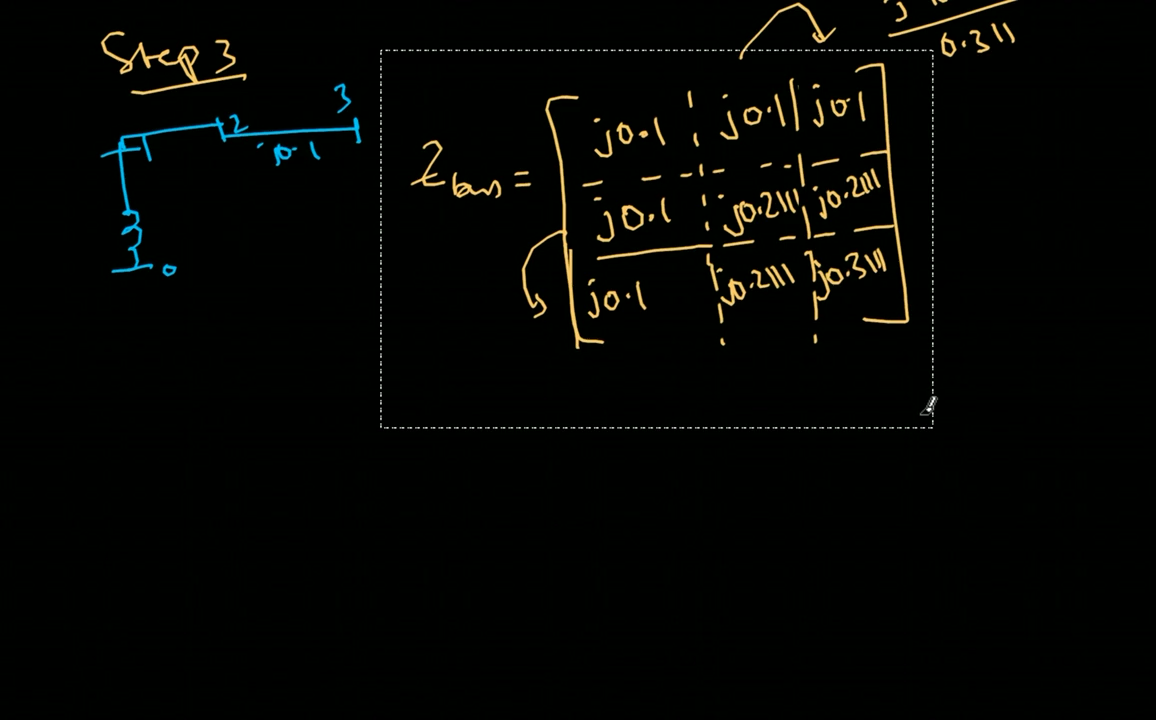 0.311
Step 3
3
2
j0.1
1
0
Zbus =
j0.1 j0.1 j0.1
j0.1 j0.2111 j0.2111
j0.1 j0.2111 j0.3111